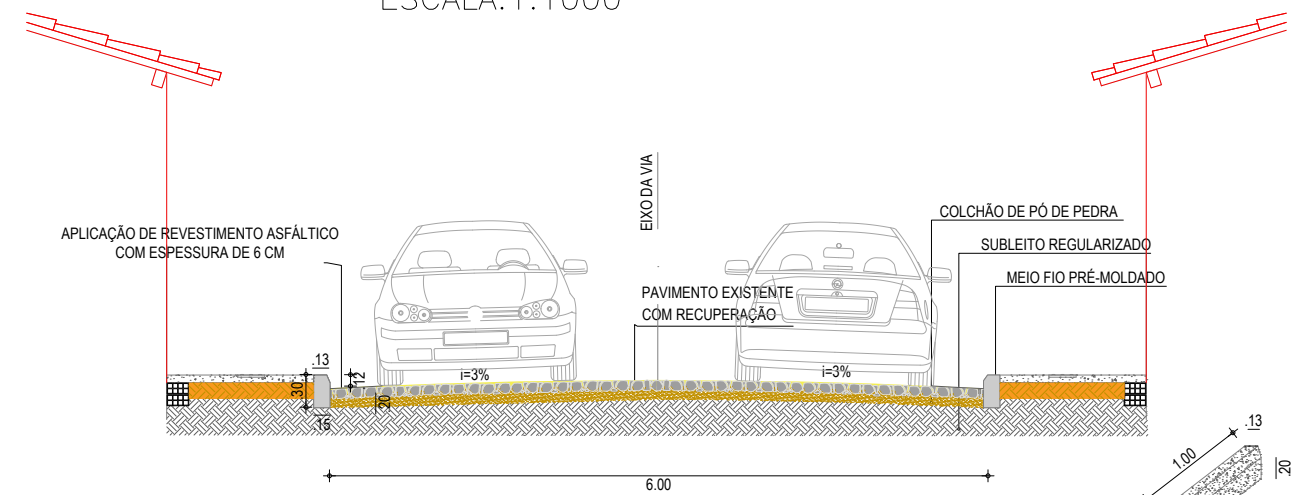 ESCALA:1:1000
EIXO DA VIA
APLICAÇÃO DE REVESTIMENTO ASFÁLTICO
COM ESPESSURA DE 6 CM
COLCHÃO DE PÓ DE PEDRA
SUBLEITO REGULARIZADO
MEIO FIO PRÉ-MOLDADO
PAVIMENTO EXISTENTE
COM RECUPERAÇÃO
.13
12
i=3%
i=3%
.30
20
.15
6.00
1.00
.13
20